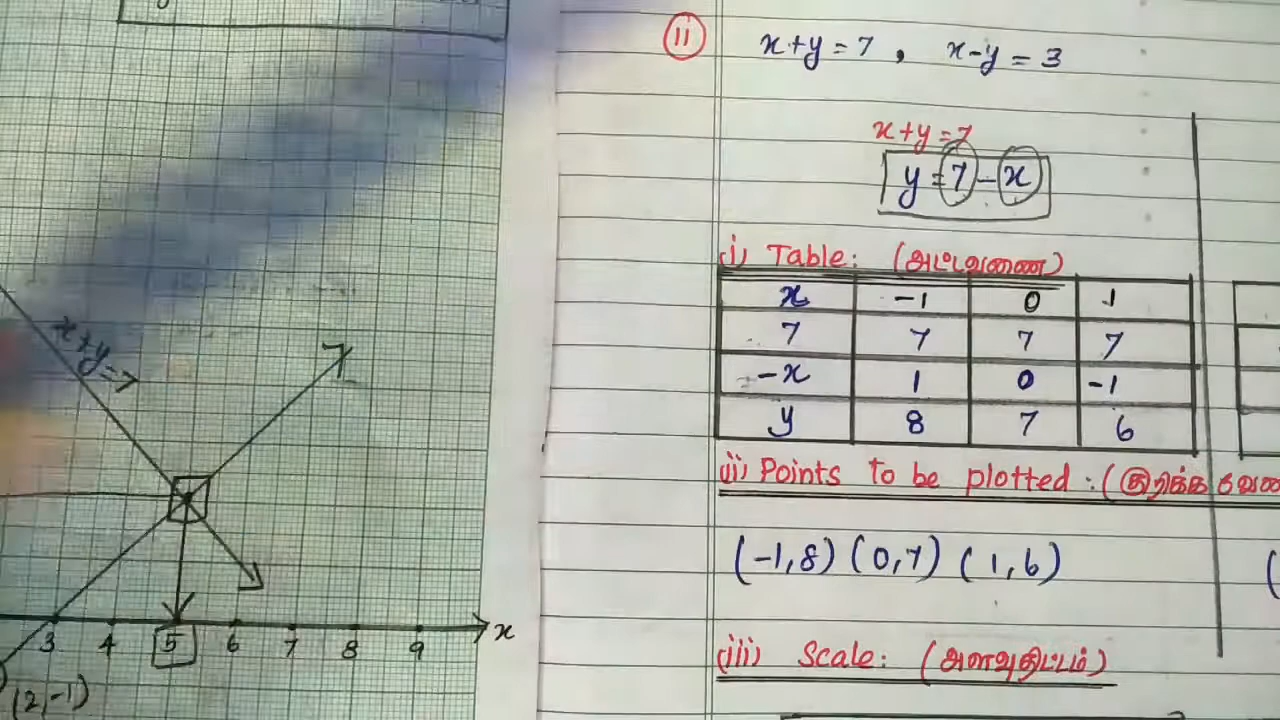 x+y=7
3 4 5 6 7 8 9 x
(2,-1)
ii x+y=7, x-y=3
x+y=7
y=7-x
(i) Table: (அட்டவணை)
x -1 0 1
7 7 7 7
-x 1 0 -1
y 8 7 6
(ii) Points to be plotted: (குறிக்க
(-1,8) (0,7) (1,6)
(iii) Scale: (அளவுதிட்டம்)